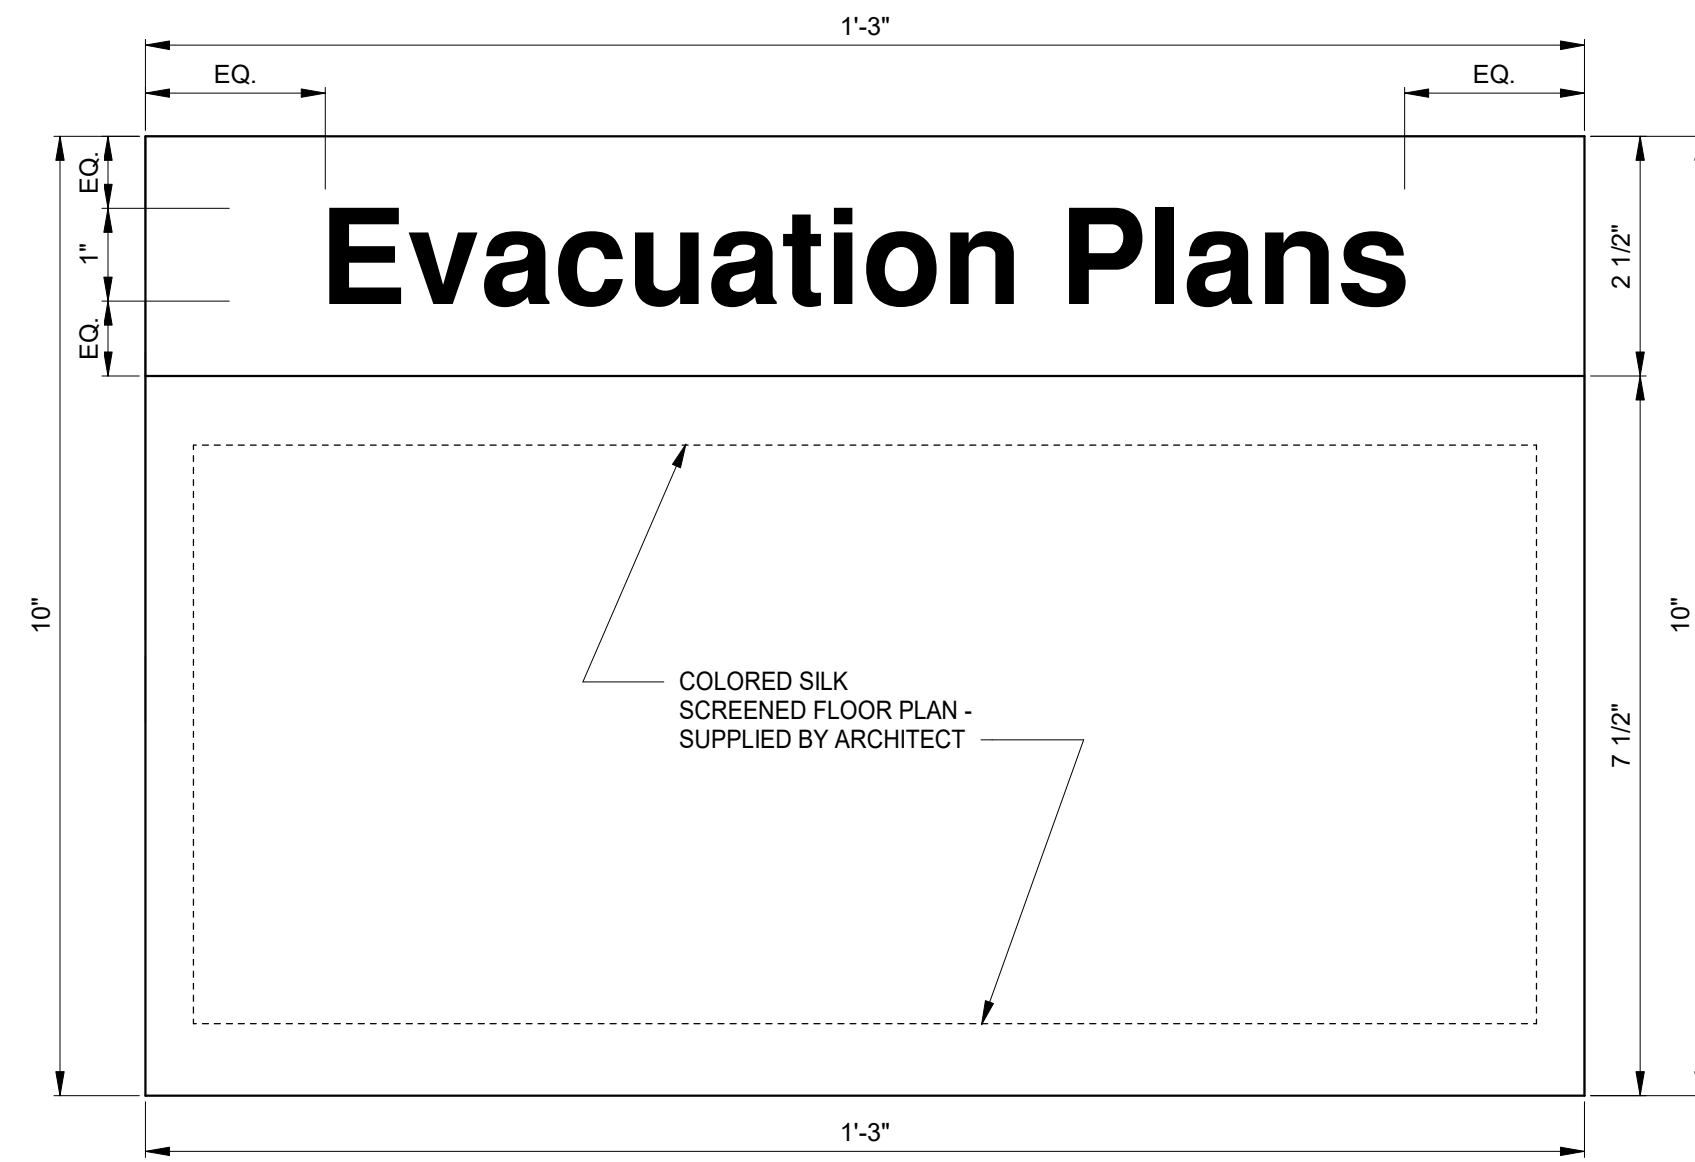 1'-3"
EQ.
EQ.
EQ.
1"
EQ.
Evacuation Plans
2 1/2"
10"
COLORED SILK
SCREENED FLOOR PLAN -
SUPPLIED BY ARCHITECT
7 1/2"
10"
1'-3"